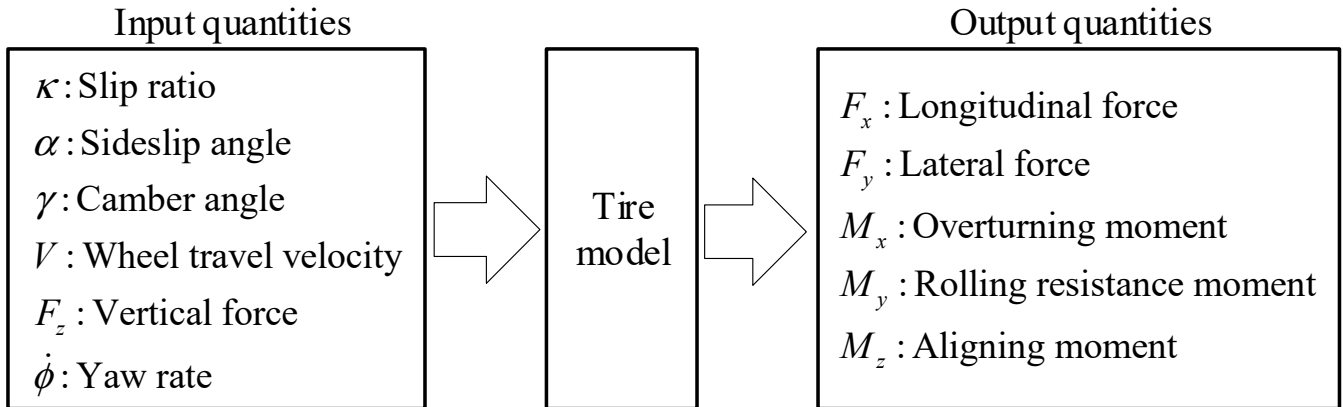 Input quantities
κ : Slip ratio
α : Sideslip angle
γ : Camber angle
V : Wheel travel velocity
F_z : Vertical force
φ̇ : Yaw rate
Tire
model
Output quantities
F_x : Longitudinal force
F_y : Lateral force
M_x : Overturning moment
M_y : Rolling resistance moment
M_z : Aligning moment